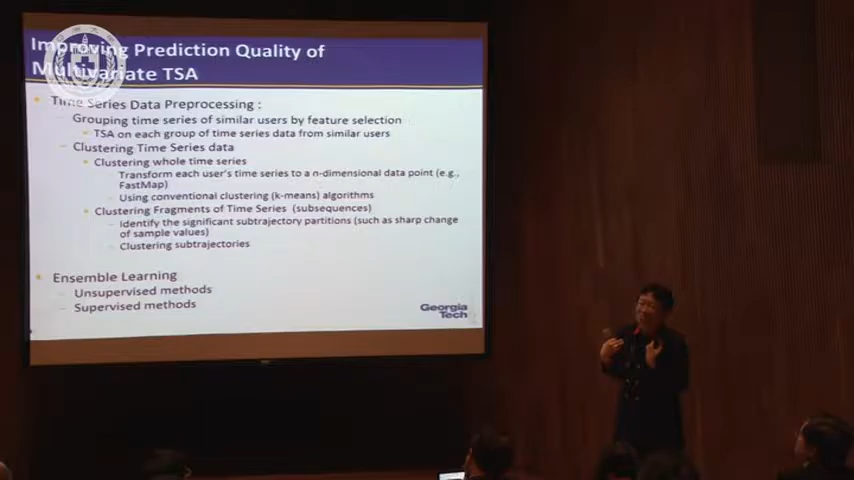 Improving Prediction Quality of
Multivariate TSA
Time Series Data Preprocessing :
Grouping time series of similar users by feature selection
TSA on each group of time series data from similar users
Clustering Time Series data
Clustering whole time series
Transform each user's time series to a n-dimensional data point (e.g.,
FastMap)
Using conventional clustering (k-means) algorithms
Clustering Fragments of Time Series (subsequences)
Identify the significant subtrajectory partitions (such as sharp change
of sample values)
Clustering subtrajectories
Ensemble Learning
Unsupervised methods
Supervised methods
Georgia
Tech